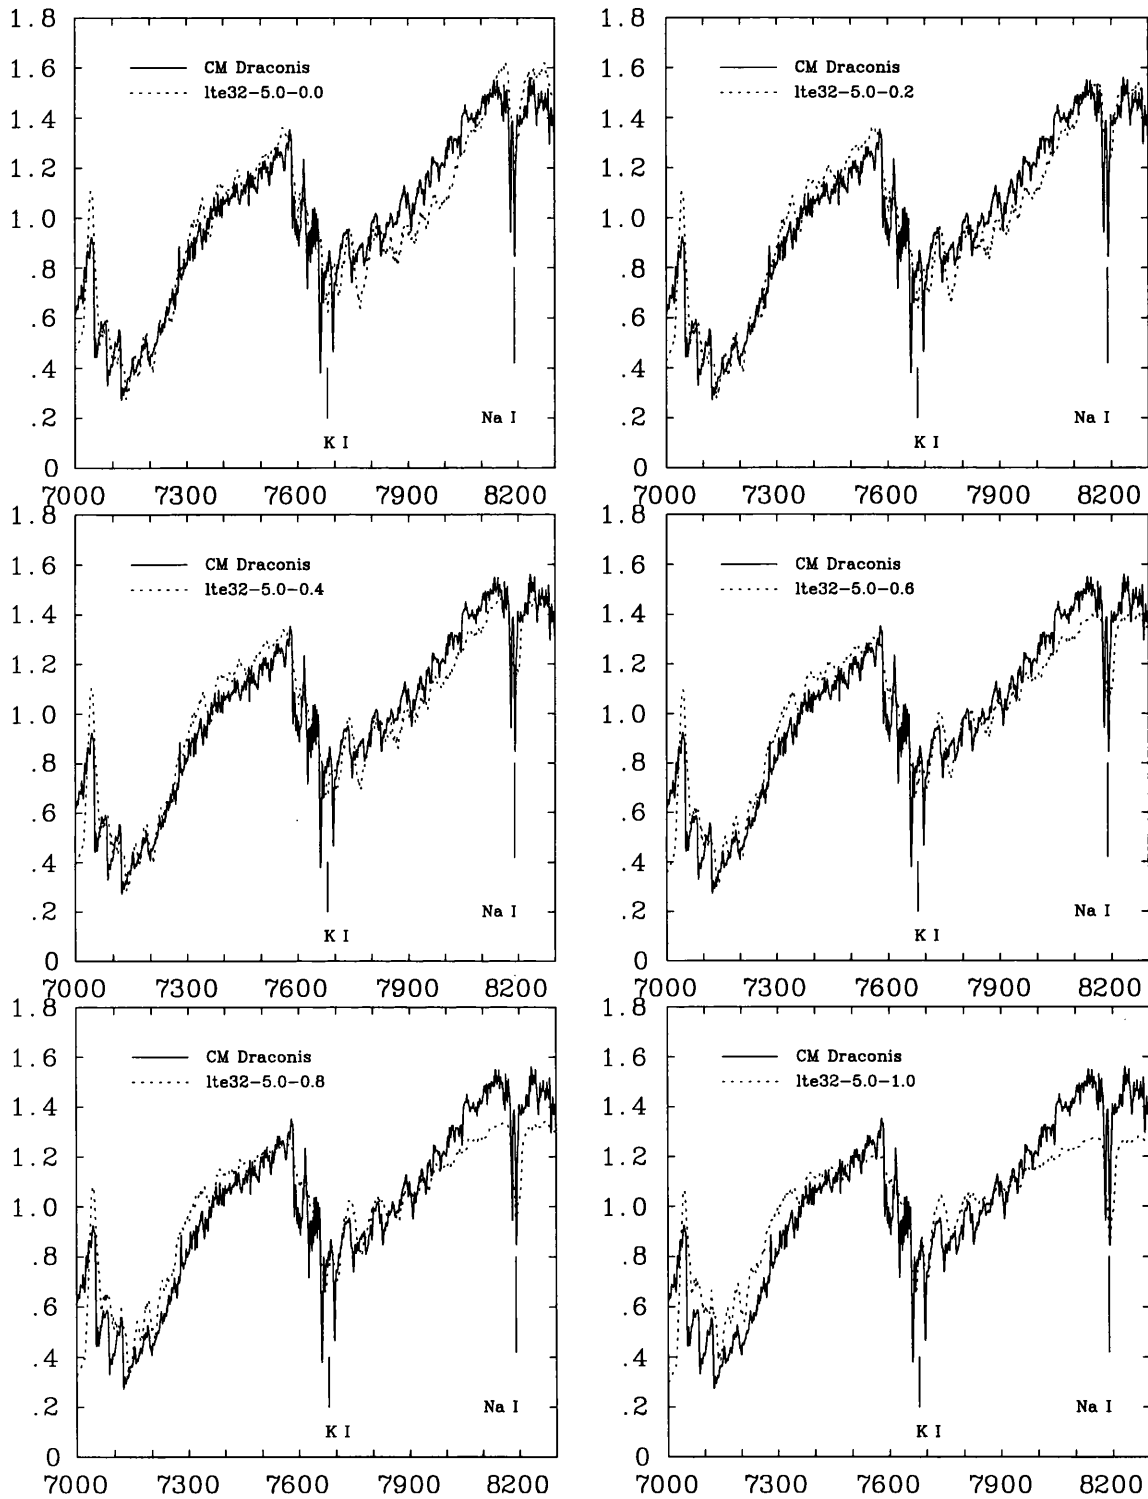 1.8
1.6
1.4
1.2
1.0
.8
.6
.4
.2
0
CM Draconis
lte32-5.0-0.0
Na I
K I
7000 7300 7600 7900 8200
1.8
1.6
1.4
1.2
1.0
.8
.6
.4
.2
0
CM Draconis
lte32-5.0-0.2
Na I
K I
7000 7300 7600 7900 8200
1.8
1.6
1.4
1.2
1.0
.8
.6
.4
.2
0
CM Draconis
lte32-5.0-0.4
Na I
K I
7000 7300 7600 7900 8200
1.8
1.6
1.4
1.2
1.0
.8
.6
.4
.2
0
CM Draconis
lte32-5.0-0.6
Na I
K I
7000 7300 7600 7900 8200
1.8
1.6
1.4
1.2
1.0
.8
.6
.4
.2
0
CM Draconis
lte32-5.0-0.8
Na I
K I
7000 7300 7600 7900 8200
1.8
1.6
1.4
1.2
1.0
.8
.6
.4
.2
0
CM Draconis
lte32-5.0-1.0
Na I
K I
7000 7300 7600 7900 8200